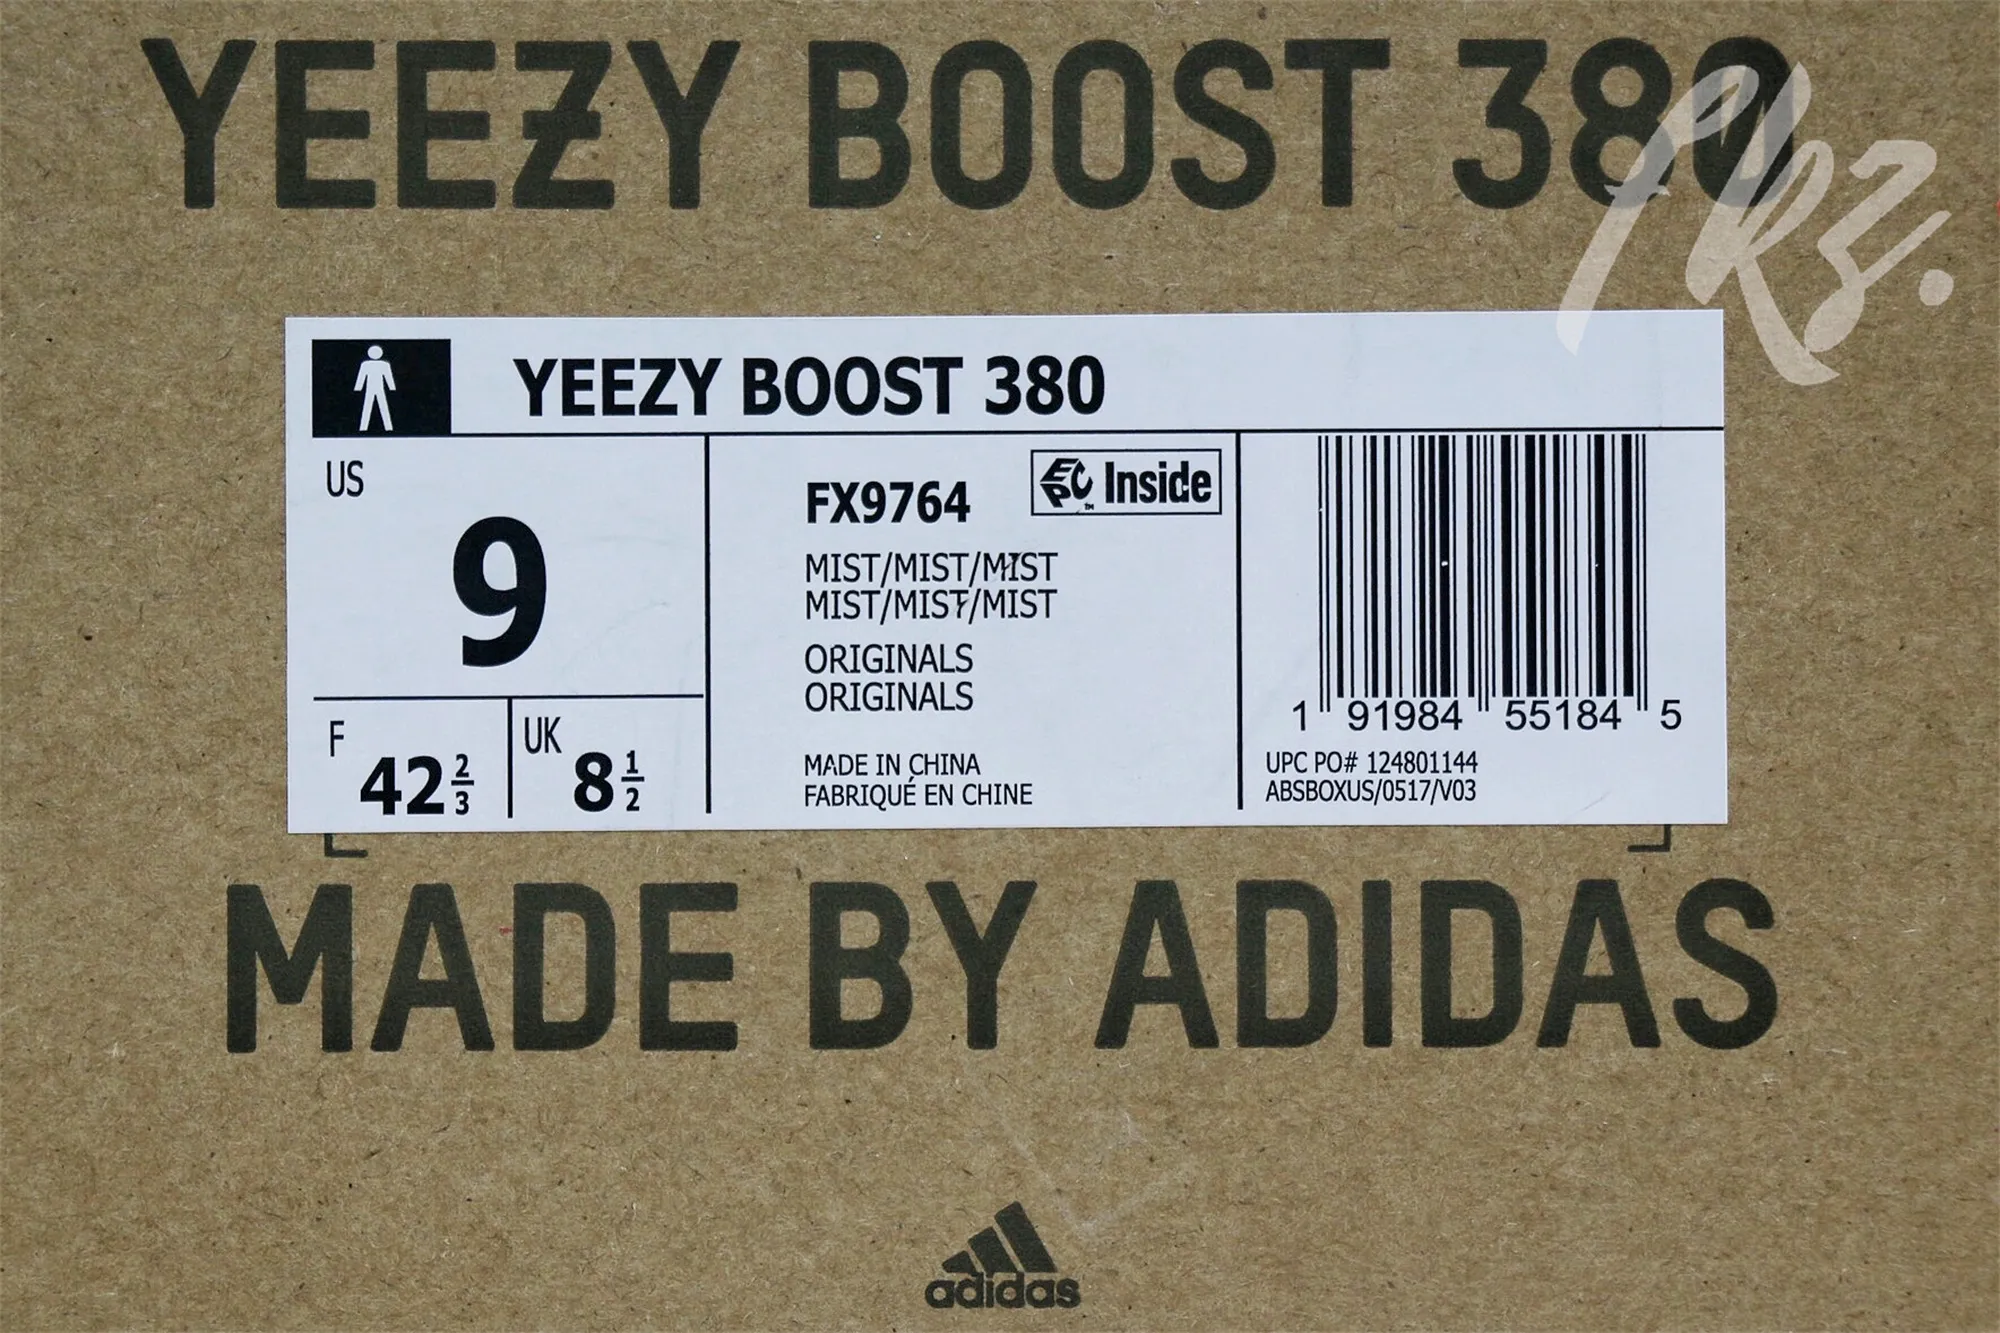 YEEZY BOOST 380
YEEZY BOOST 380
US
9
FX9764
EPC Inside
MIST/MIST/MIST
MIST/MIST/MIST
ORIGINALS
ORIGINALS
F
42 2/3
UK
8 1/2
MADE IN CHINA
FABRIQUÉ EN CHINE
1 91984 55184 5
UPC PO# 124801144
ABSBOXUS/0517/V03
MADE BY ADIDAS
adidas